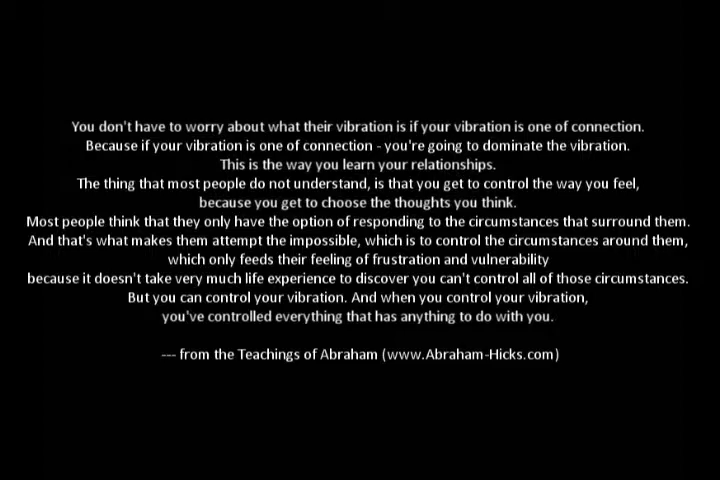 You don't have to worry about what their vibration is if your vibration is one of connection.
Because if your vibration is one of connection - you're going to dominate the vibration.
This is the way you learn your relationships.
The thing that most people do not understand, is that you get to control the way you feel,
because you get to choose the thoughts you think.
Most people think that they only have the option of responding to the circumstances that surround them.
And that's what makes them attempt the impossible, which is to control the circumstances around them,
which only feeds their feeling of frustration and vulnerability
because it doesn't take very much life experience to discover you can't control all of those circumstances.
But you can control your vibration. And when you control your vibration,
you've controlled everything that has anything to do with you.
--- from the Teachings of Abraham (www.Abraham-Hicks.com)